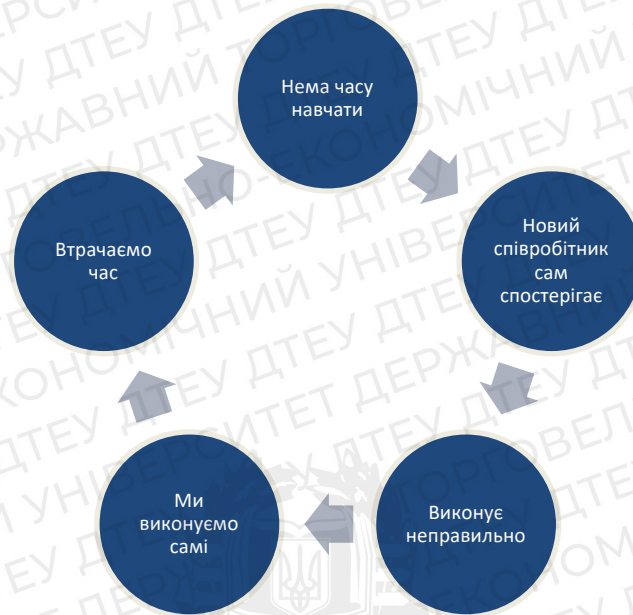 Нема часу
навчати
Новий
співробітник
сам
спостерігає
Виконує
неправильно
Ми
виконуємо
самі
Втрачаємо
час